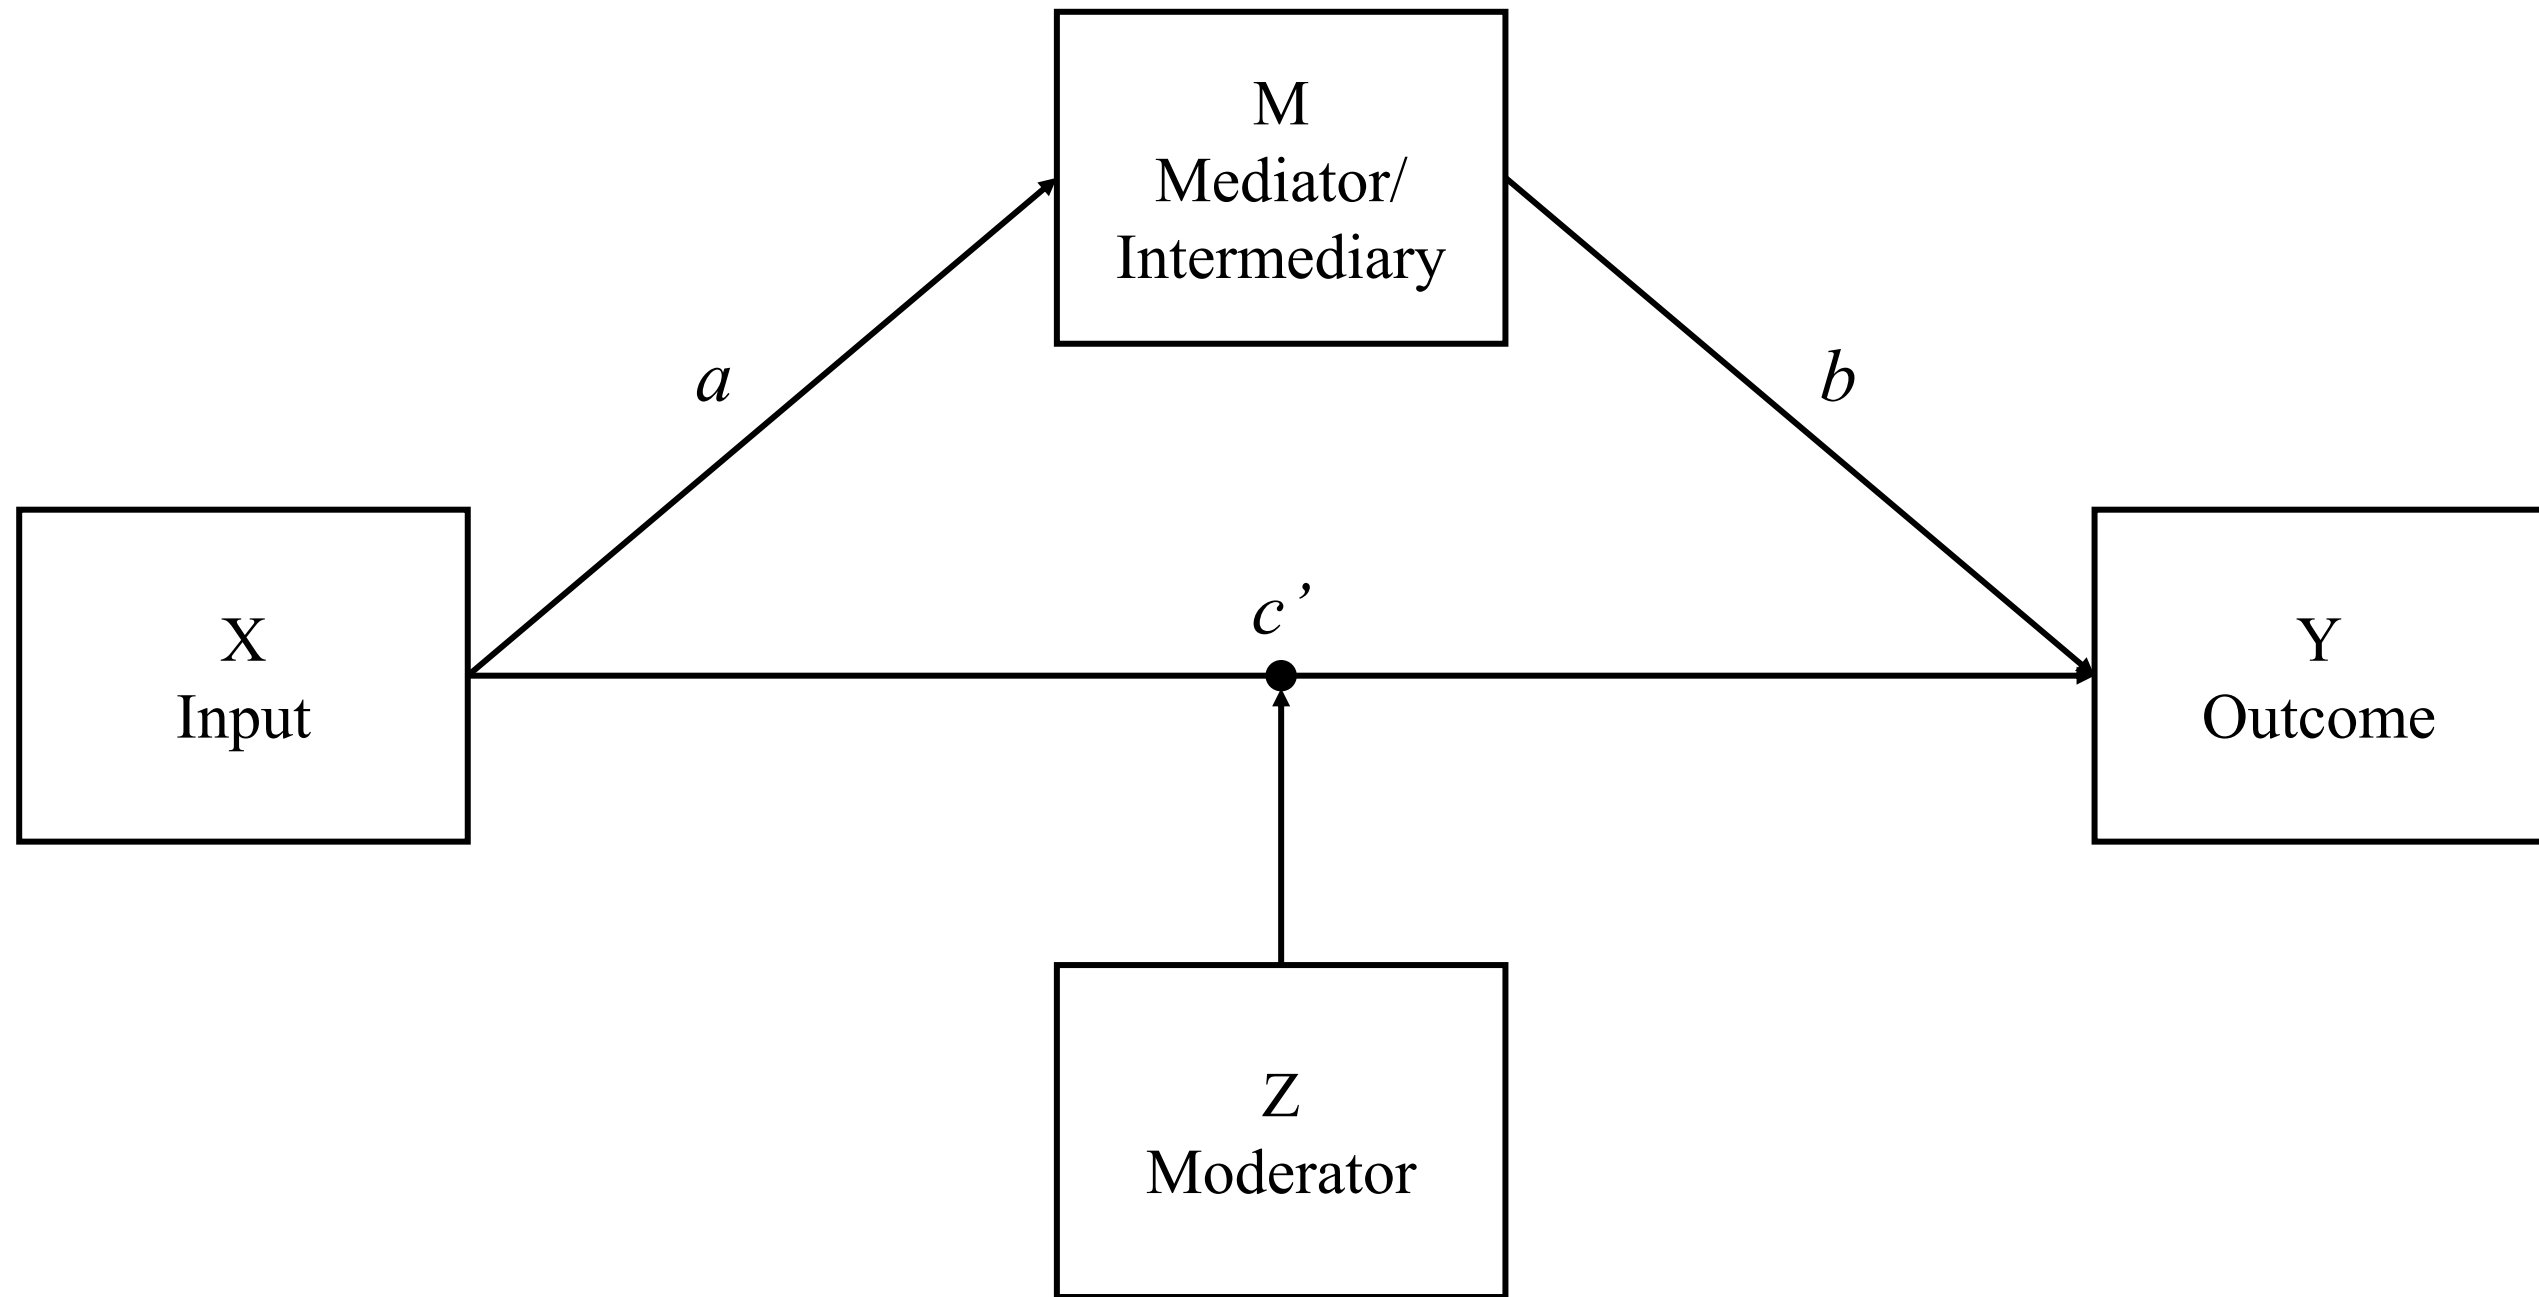 M
Mediator/
Intermediary
a
b
c’
X
Input
Y
Outcome
Z
Moderator